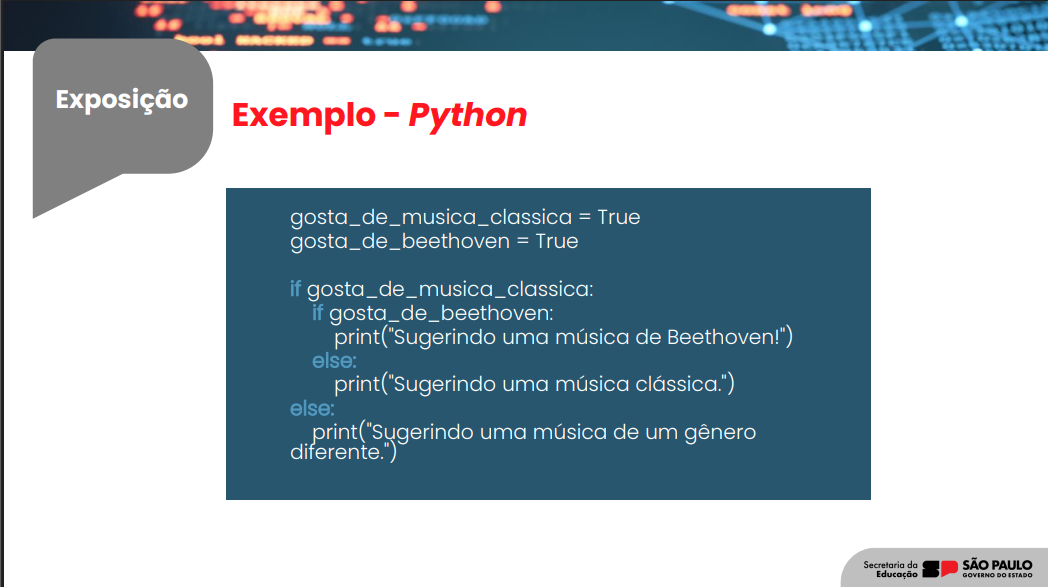 Exposição
Exemplo - Python
gosta_de_musica_classica = True
gosta_de_beethoven = True
if gosta_de_musica_classica:
if gosta_de_beethoven:
print("Sugerindo uma música de Beethoven!")
else:
print("Sugerindo uma música clássica.")
else:
print("Sugerindo uma música de um gênero
diferente.")
Secretaria da
Educação
SÃO PAULO
GOVERNO DO ESTADO